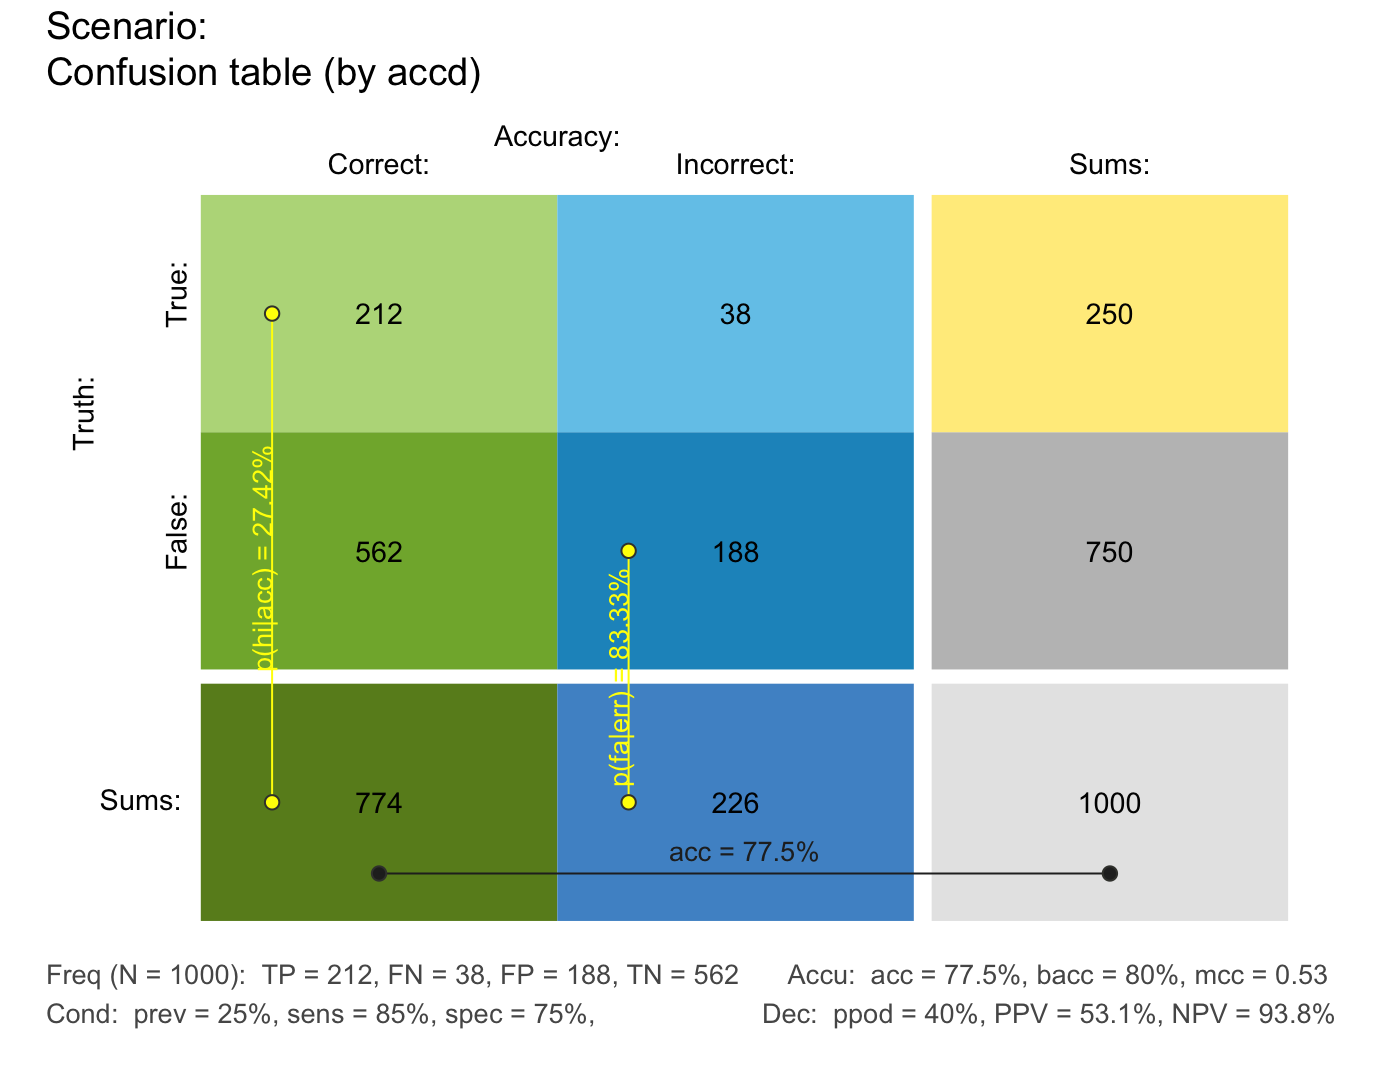 Scenario:
Confusion table (by accd)
Accuracy:
Correct:
Incorrect:
Sums:
Truth:
True:
212
38
250
False:
562
188
750
p(hi|acc) = 27.42%
p(fa|err) = 83.33%
Sums:
774
226
1000
acc = 77.5%
Freq (N = 1000):  TP = 212, FN = 38, FP = 188, TN = 562
Accu:  acc = 77.5%, bacc = 80%, mcc = 0.53
Cond:  prev = 25%, sens = 85%, spec = 75%,
Dec:  ppod = 40%, PPV = 53.1%, NPV = 93.8%